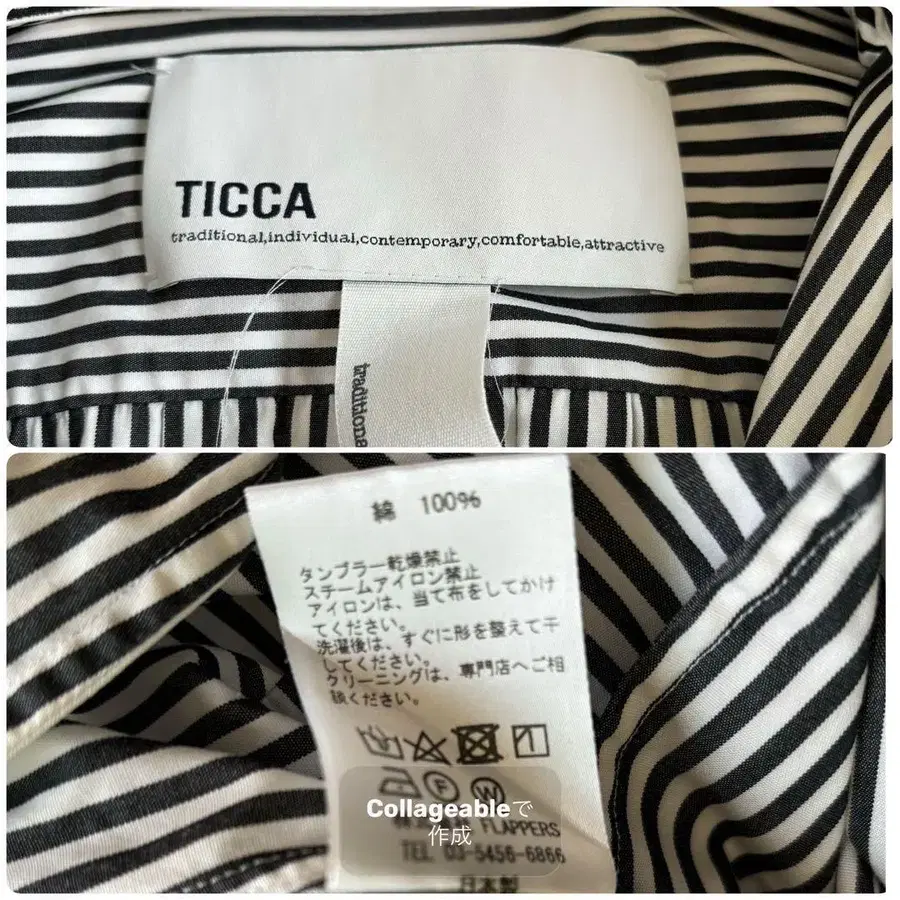 TICCA
traditional,individual,contemporary,comfortable,attractive
traditiona
綿 100%
タンブラー乾燥禁止
スチームアイロン禁止
アイロンは、当て布をしてかけ
てください。
洗濯後は、すぐに形を整えて干
してください。
クリーニングは、専門店へご相
談ください。
F W
Collageableで
作成
FLAPPERS
TEL 03-5456-6866
日本製